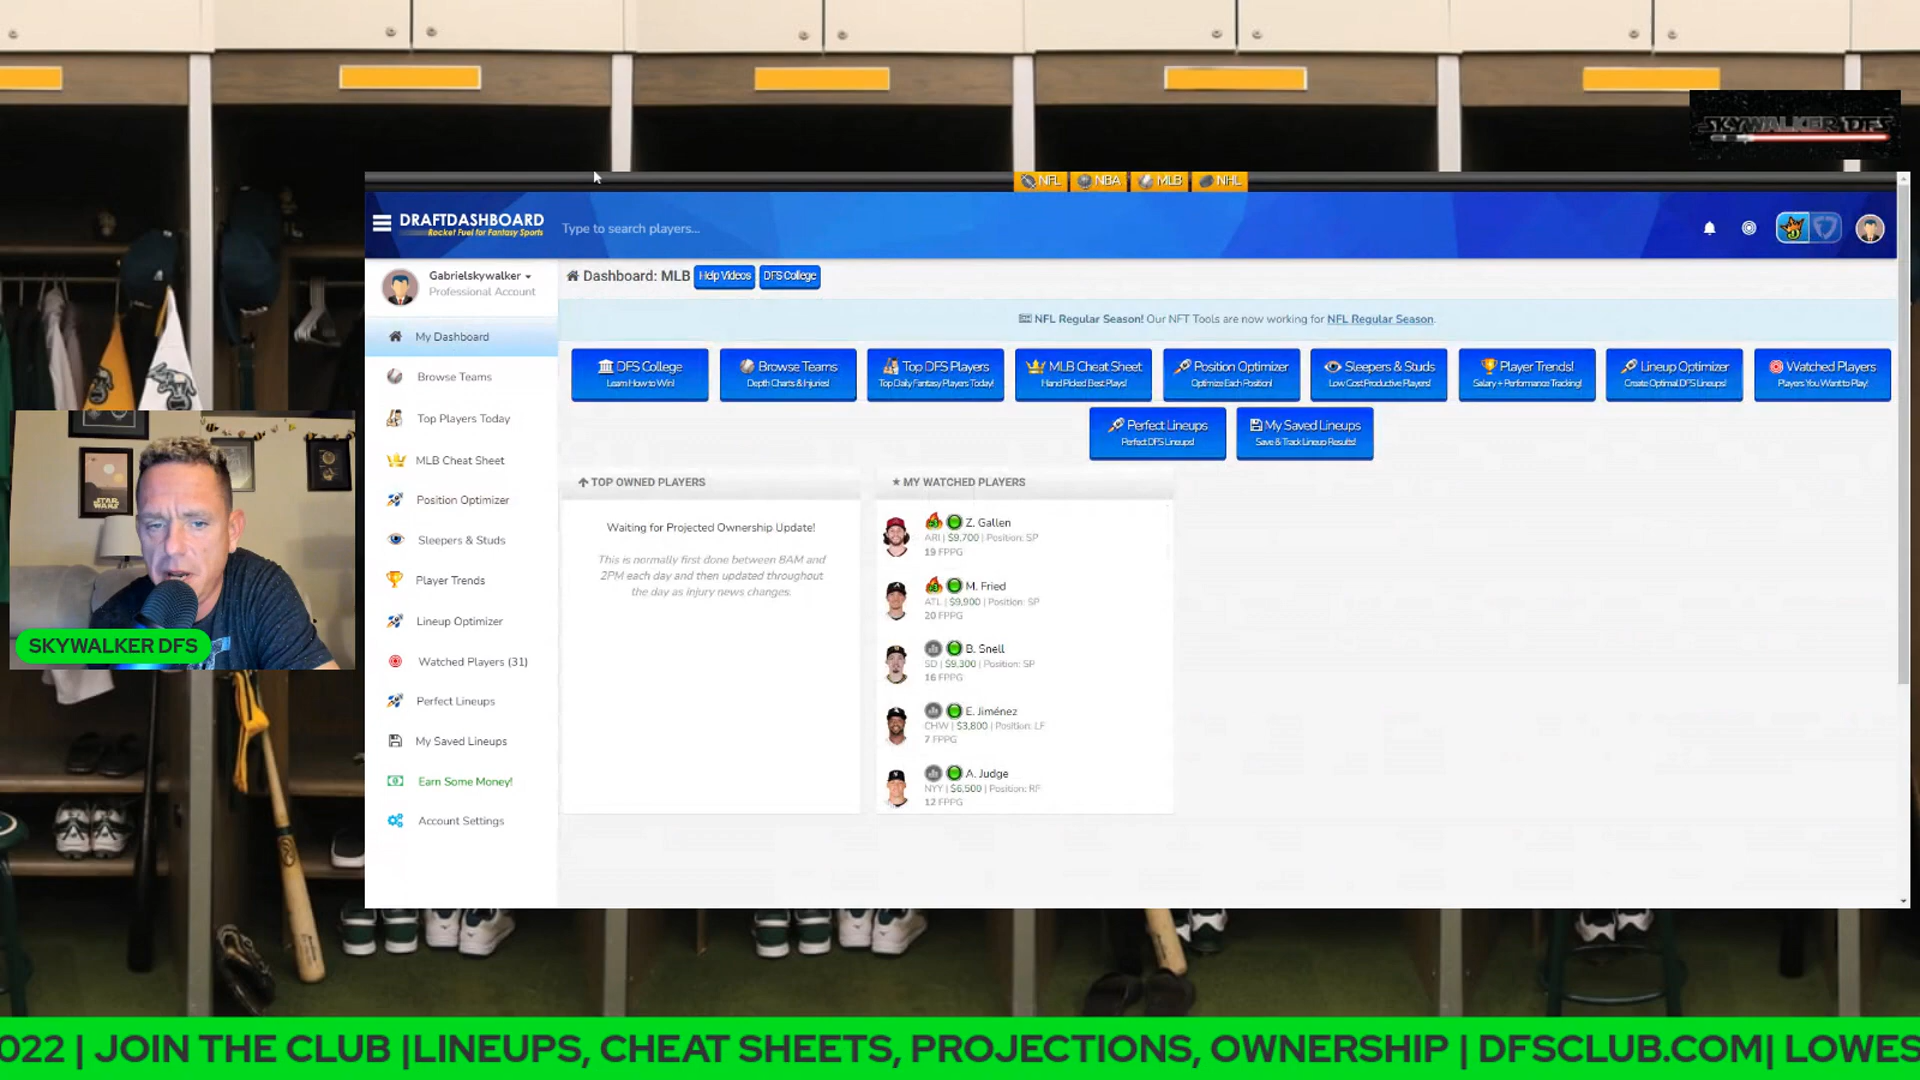 SKYWALKER DFS
NFL
NBA
MLB
NHL
DRAFTDASHBOARD
Rocket Fuel for Fantasy Sports
Type to search players...
Gabrielskywalker
Professional Account
Dashboard: MLB
Help Videos
DFS College
NFL Regular Season! Our NFT Tools are now working for NFL Regular Season.
My Dashboard
Browse Teams
Top Players Today
MLB Cheat Sheet
Position Optimizer
Sleepers & Studs
Player Trends
Lineup Optimizer
Watched Players (31)
Perfect Lineups
My Saved Lineups
Earn Some Money!
Account Settings
DFS College
Learn How to Win!
Browse Teams
Depth Charts & Injuries!
Top DFS Players
Top Daily Fantasy Players Today!
MLB Cheat Sheet
Hand Picked Best Plays!
Position Optimizer
Optimize Each Position!
Sleepers & Studs
Low Cost Productive Players!
Player Trends!
Salary + Performance Tracking!
Lineup Optimizer
Create Optimal DFS Lineups!
Watched Players
Players You Want to Play!
Perfect Lineups
Perfect DFS Lineups!
My Saved Lineups
Save & Track Lineup Results!
TOP OWNED PLAYERS
Waiting for Projected Ownership Update!
This is normally first done between 8AM and
2PM each day and then updated throughout
the day as injury news changes.
MY WATCHED PLAYERS
Z. Gallen
ARI | $9,700 | Position: SP
19 FPPG
M. Fried
ATL | $9,900 | Position: SP
20 FPPG
B. Snell
SD | $9,300 | Position: SP
16 FPPG
E. Jiménez
CHW | $3,800 | Position: LF
7 FPPG
A. Judge
NYY | $6,500 | Position: RF
12 FPPG
STAR
WARS
SKYWALKER DFS
022 | JOIN THE CLUB |LINEUPS, CHEAT SHEETS, PROJECTIONS, OWNERSHIP | DFSCLUB.COM| LOWES